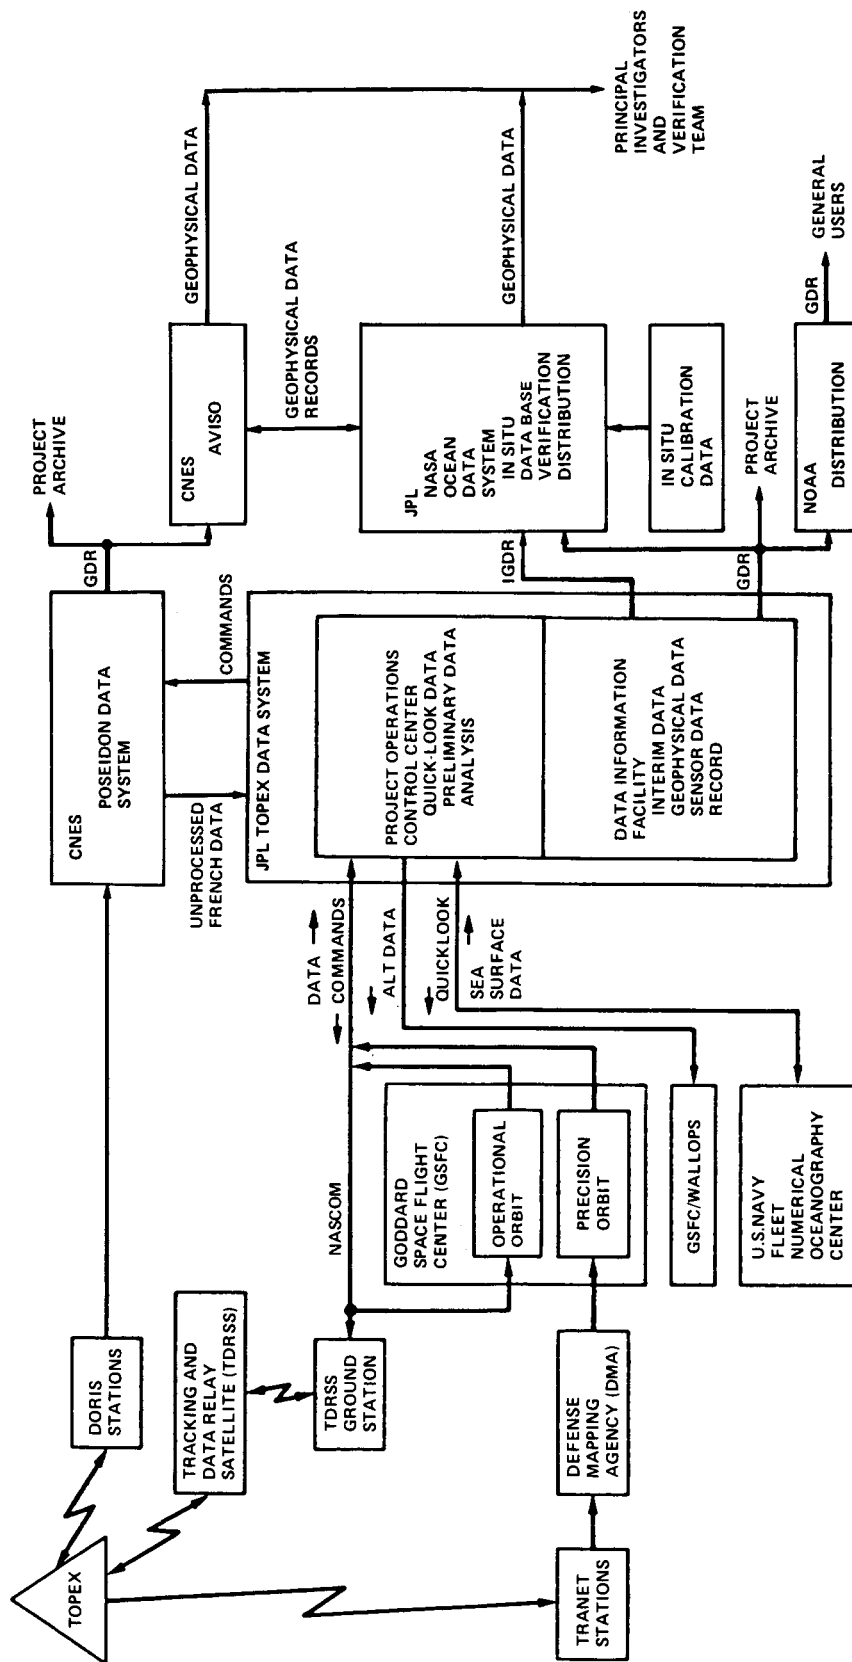 TOPEX
DORIS
STATIONS
TRACKING AND
DATA RELAY
SATELLITE (TDRSS)
TDRSS
GROUND
STATION
TRANET
STATIONS
DEFENSE
MAPPING
AGENCY (DMA)
NASCOM
GODDARD
SPACE FLIGHT
CENTER (GSFC)
OPERATIONAL
ORBIT
PRECISION
ORBIT
GSFC/WALLOPS
U.S.NAVY
FLEET
NUMERICAL
OCEANOGRAPHY
CENTER
DATA
COMMANDS
ALT DATA
QUICKLOOK
SEA
SURFACE
DATA
CNES
POSEIDON DATA
SYSTEM
UNPROCESSED
FRENCH DATA
COMMANDS
JPL TOPEX DATA SYSTEM
PROJECT OPERATIONS
CONTROL CENTER
QUICK-LOOK DATA
PRELIMINARY DATA
ANALYSIS
DATA INFORMATION
FACILITY
INTERIM DATA
GEOPHYSICAL DATA
SENSOR DATA
RECORD
GDR
PROJECT
ARCHIVE
CNES
AVISO
GEOPHYSICAL DATA
GEOPHYSICAL DATA
RECORDS
IGDR
JPL
NASA
OCEAN
DATA
SYSTEM
IN SITU
DATA BASE
VERIFICATION
DISTRIBUTION
GEOPHYSICAL DATA
IN SITU
CALIBRATION
DATA
GDR
PROJECT
ARCHIVE
NOAA
DISTRIBUTION
GDR
GENERAL
USERS
PRINCIPAL
INVESTIGATORS
AND
VERIFICATION
TEAM